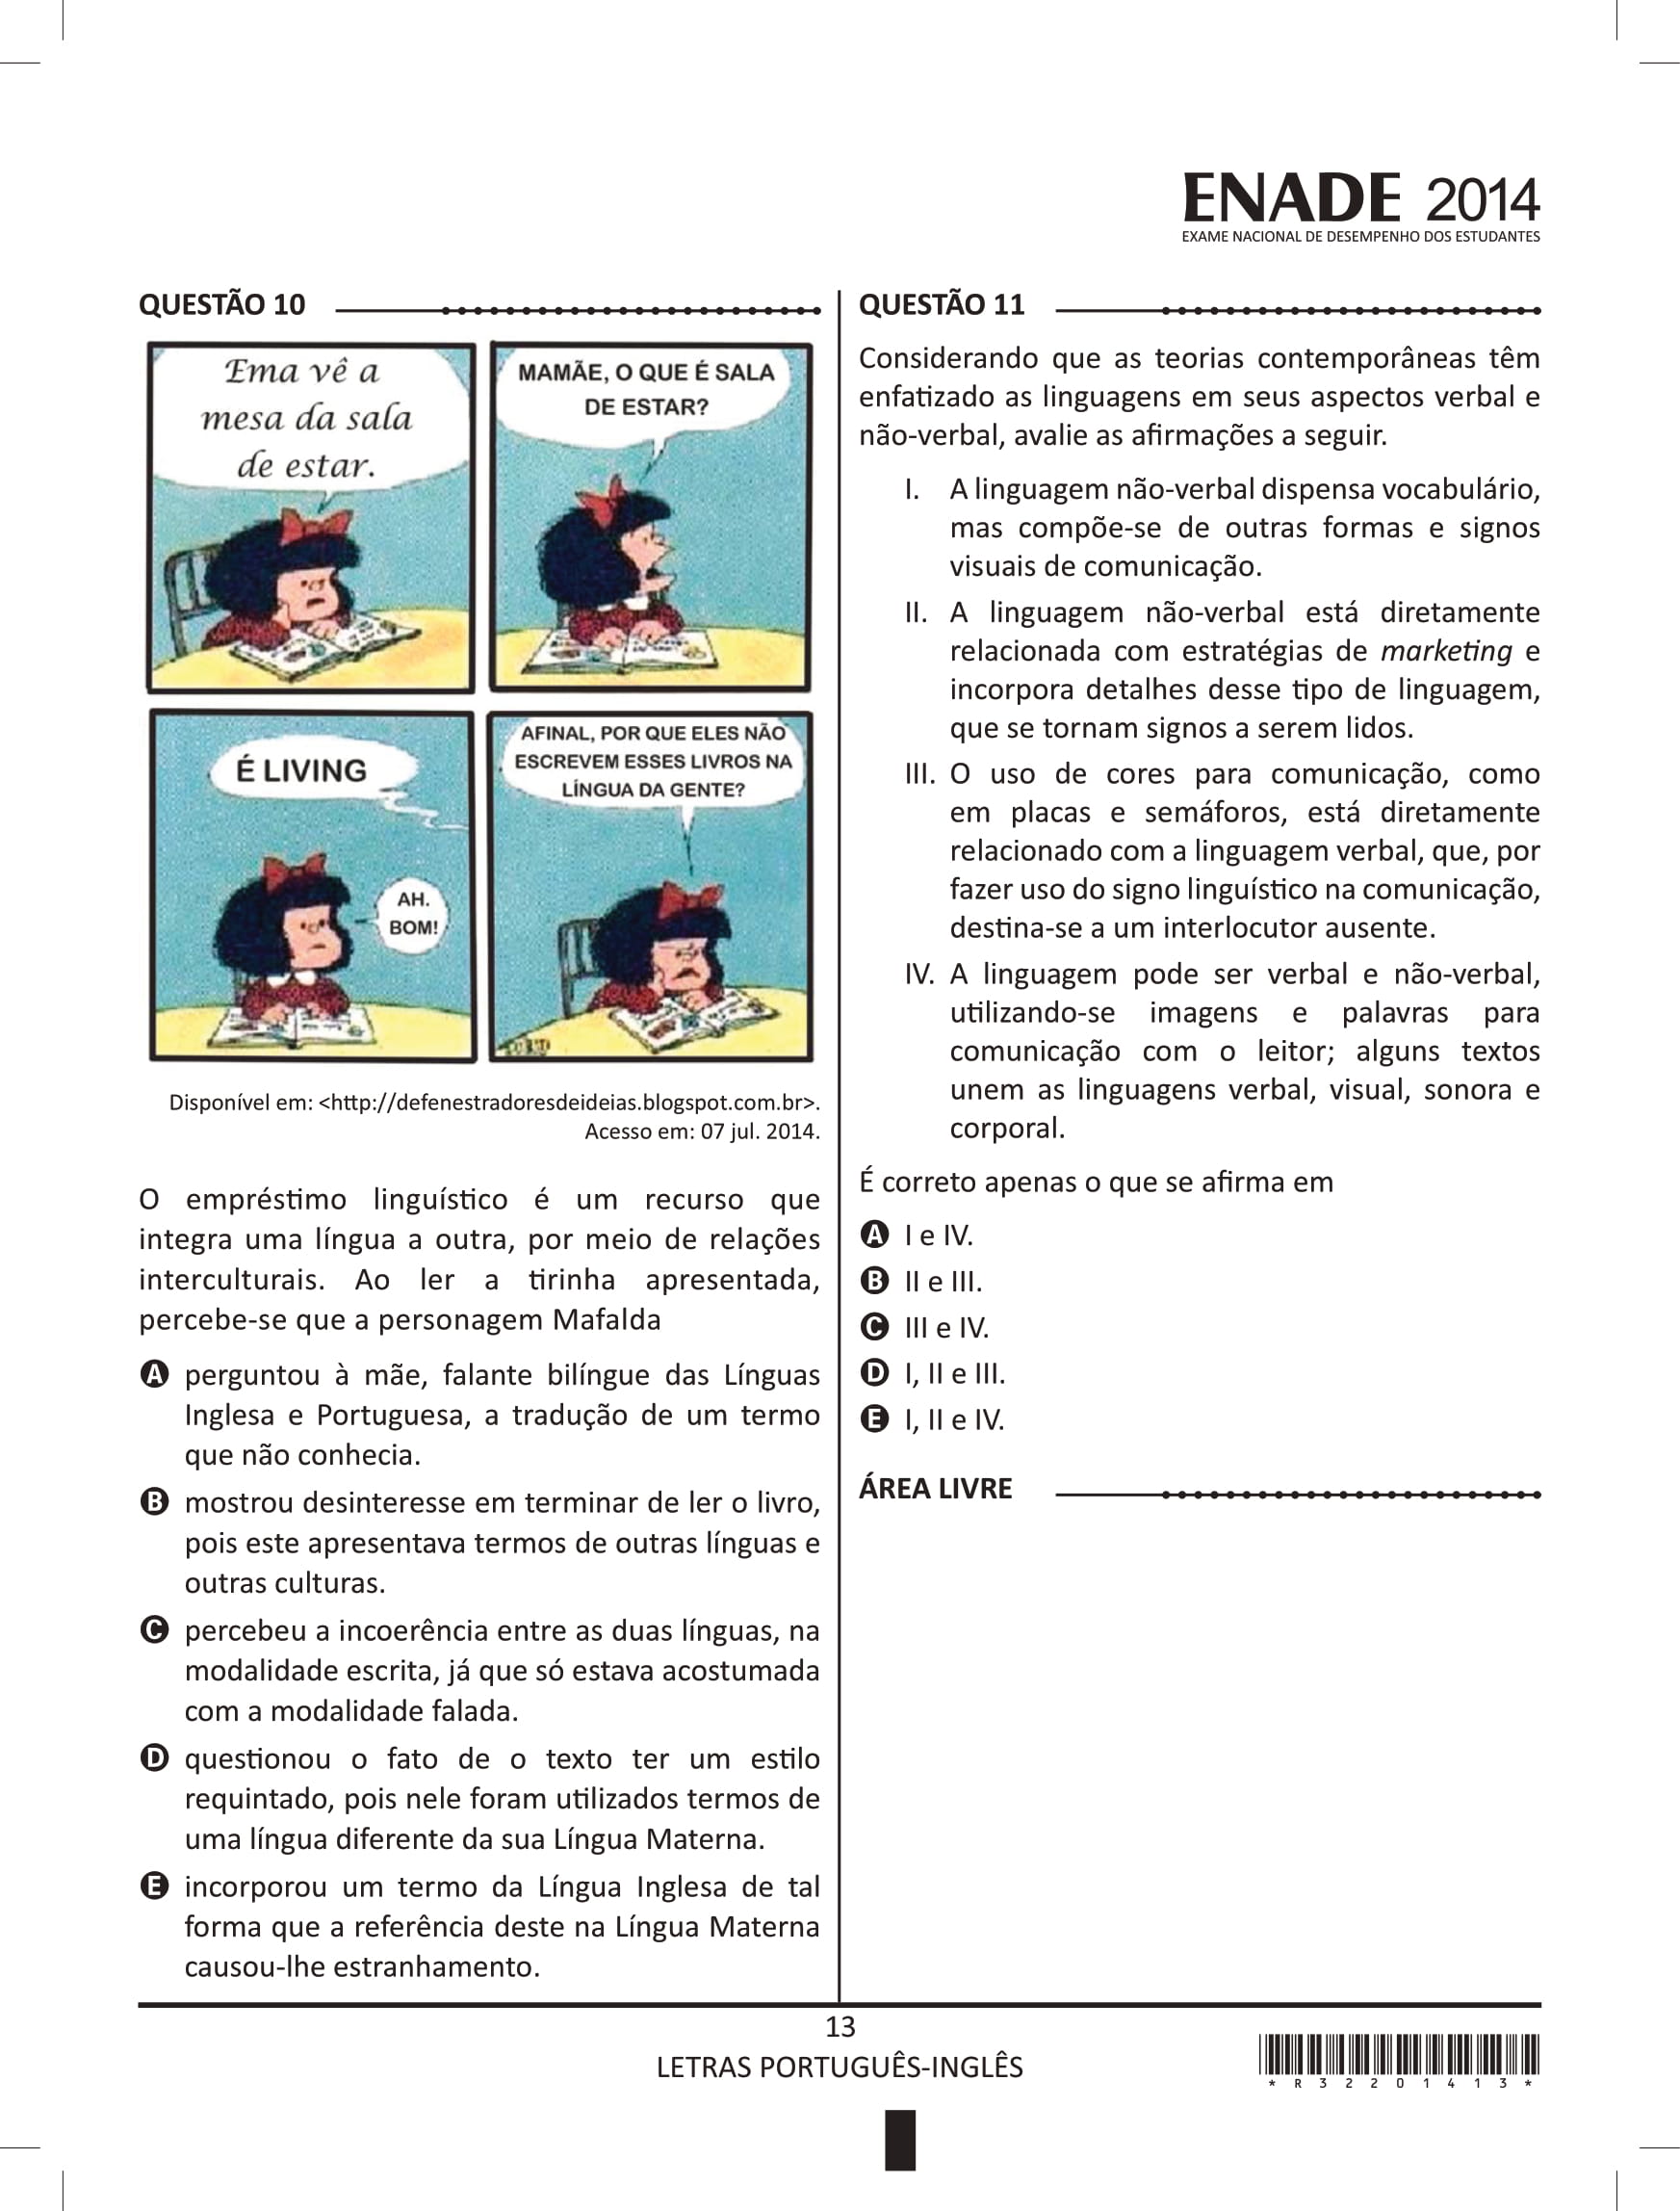 ENADE 2014
EXAME NACIONAL DE DESEMPENHO DOS ESTUDANTES
QUESTÃO 10
Ema vê a
mesa da sala
de estar.
MAMÃE, O QUE É SALA
DE ESTAR?
É LIVING
AH.
BOM!
AFINAL, POR QUE ELES NÃO
ESCREVEM ESSES LIVROS NA
LÍNGUA DA GENTE?
Disponível em: <http://defenestradoresdeideias.blogspot.com.br>.
Acesso em: 07 jul. 2014.
O empréstimo linguístico é um recurso que
integra uma língua a outra, por meio de relações
interculturais. Ao ler a tirinha apresentada,
percebe-se que a personagem Mafalda
A perguntou à mãe, falante bilíngue das Línguas
Inglesa e Portuguesa, a tradução de um termo
que não conhecia.
B mostrou desinteresse em terminar de ler o livro,
pois este apresentava termos de outras línguas e
outras culturas.
C percebeu a incoerência entre as duas línguas, na
modalidade escrita, já que só estava acostumada
com a modalidade falada.
D questionou o fato de o texto ter um estilo
requintado, pois nele foram utilizados termos de
uma língua diferente da sua Língua Materna.
E incorporou um termo da Língua Inglesa de tal
forma que a referência deste na Língua Materna
causou-lhe estranhamento.
QUESTÃO 11
Considerando que as teorias contemporâneas têm
enfatizado as linguagens em seus aspectos verbal e
não-verbal, avalie as afirmações a seguir.
I. A linguagem não-verbal dispensa vocabulário,
mas compõe-se de outras formas e signos
visuais de comunicação.
II. A linguagem não-verbal está diretamente
relacionada com estratégias de marketing e
incorpora detalhes desse tipo de linguagem,
que se tornam signos a serem lidos.
III. O uso de cores para comunicação, como
em placas e semáforos, está diretamente
relacionado com a linguagem verbal, que, por
fazer uso do signo linguístico na comunicação,
destina-se a um interlocutor ausente.
IV. A linguagem pode ser verbal e não-verbal,
utilizando-se imagens e palavras para
comunicação com o leitor; alguns textos
unem as linguagens verbal, visual, sonora e
corporal.
É correto apenas o que se afirma em
A I e IV.
B II e III.
C III e IV.
D I, II e III.
E I, II e IV.
ÁREA LIVRE
13
LETRAS PORTUGUÊS-INGLÊS
* R 3 2 2 0 1 4 1 3 *